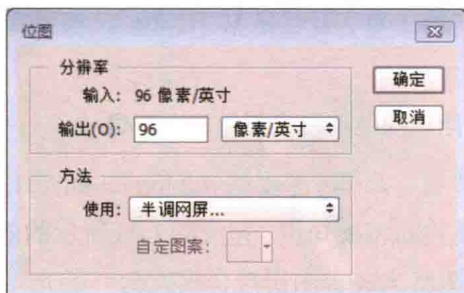 位图
分辨率
输入: 96 像素/英寸
确定
输出(O): 96 像素/英寸
取消
方法
使用: 半调网屏...
自定图案: